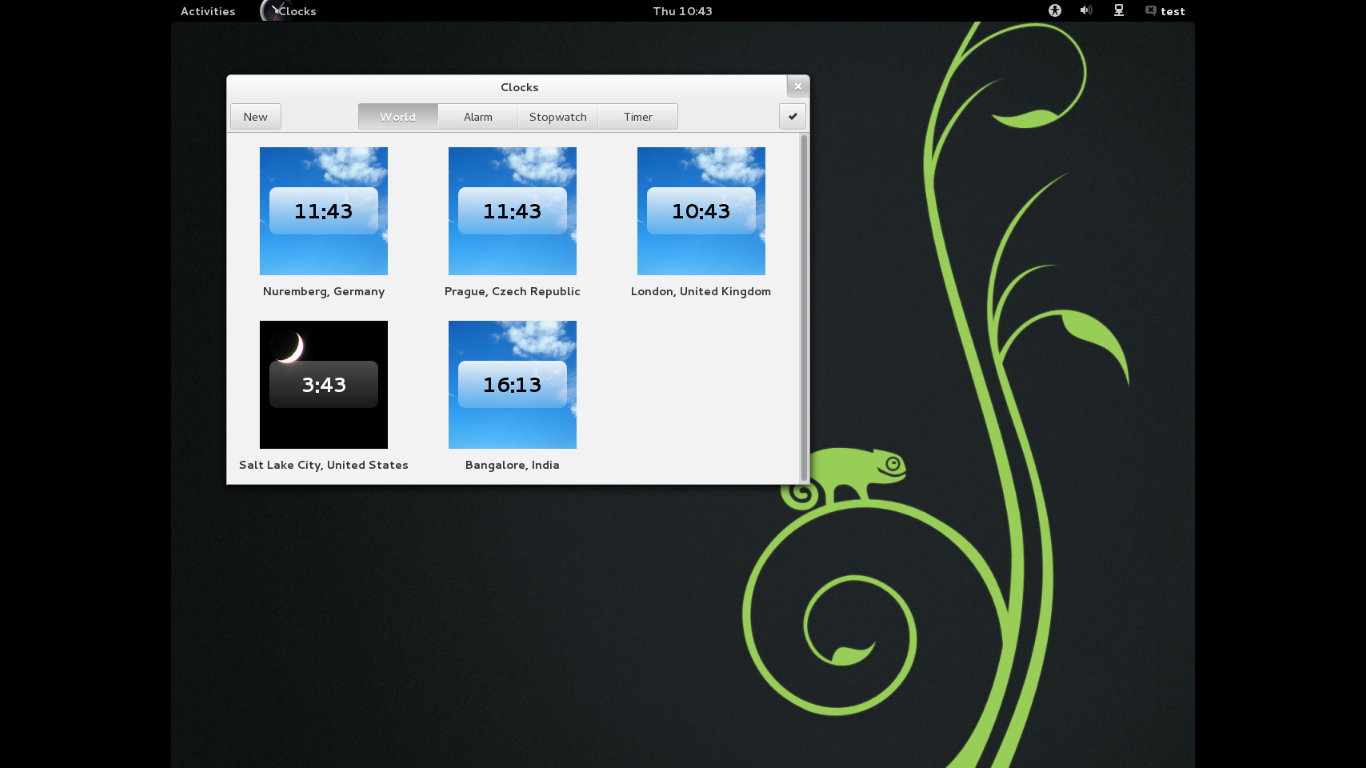 Activities Clocks Thu 10:43 test
Clocks
New World Alarm Stopwatch Timer
11:43 11:43 10:43
Nuremberg, Germany Prague, Czech Republic London, United Kingdom
3:43 16:13
Salt Lake City, United States Bangalore, India